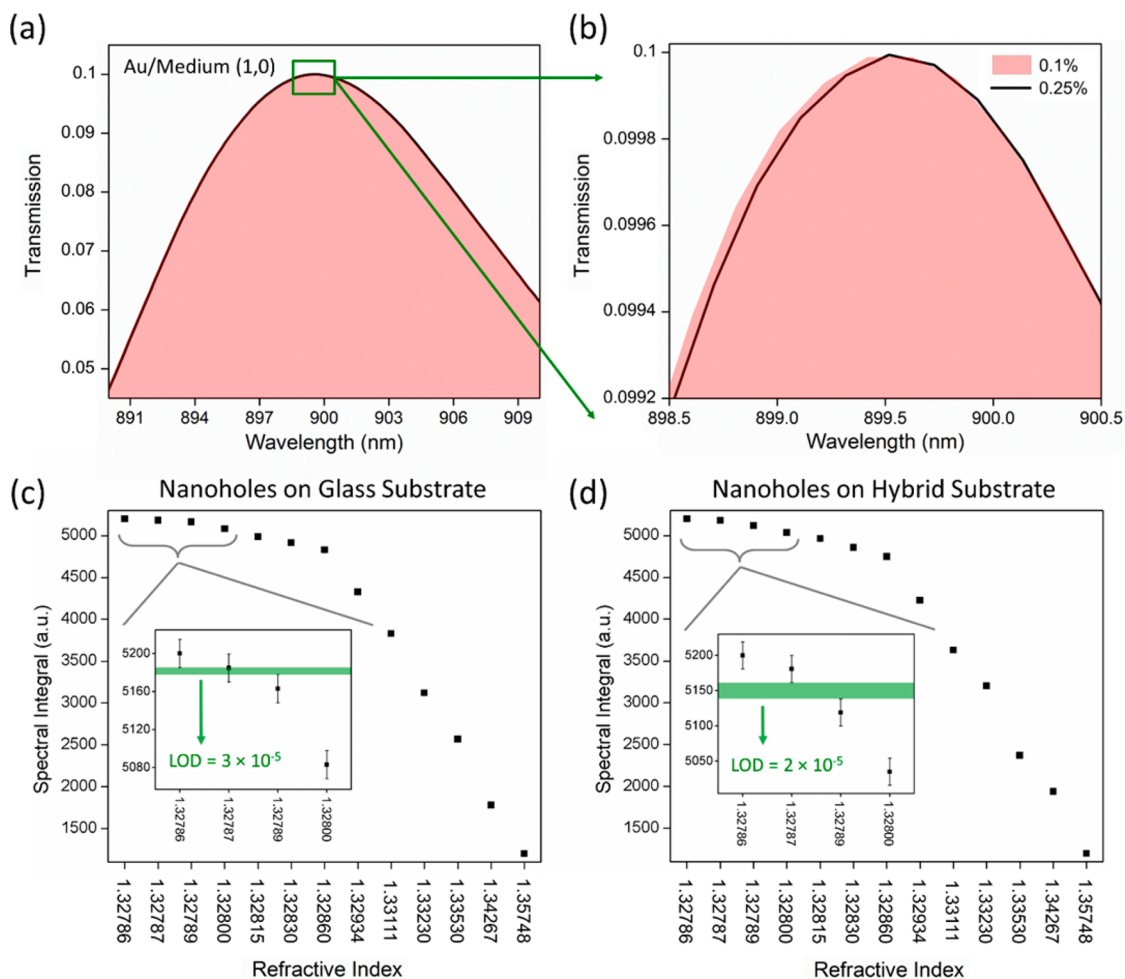 (a)
Au/Medium (1,0)
0.1
0.09
0.08
0.07
0.06
0.05
Transmission
891 894 897 900 903 906 909
Wavelength (nm)
(b)
0.1%
0.25%
0.1
0.0998
0.0996
0.0994
0.0992
Transmission
898.5 899.0 899.5 900.0 900.5
Wavelength (nm)
(c)
Nanoholes on Glass Substrate
5000
4500
4000
3500
3000
2500
2000
1500
Spectral Integral (a.u.)
5200
5160
5120
5080
LOD = 3 × 10⁻⁵
1.32786 1.32787 1.32789 1.32800
1.32786 1.32787 1.32789 1.32800 1.32815 1.32830 1.32860 1.32934 1.33111 1.33230 1.33530 1.34267 1.35748
Refractive Index
(d)
Nanoholes on Hybrid Substrate
5000
4500
4000
3500
3000
2500
2000
1500
Spectral Integral (a.u.)
5200
5150
5100
5050
LOD = 2 × 10⁻⁵
1.32786 1.32787 1.32789 1.32800
1.32786 1.32787 1.32789 1.32800 1.32815 1.32830 1.32860 1.32934 1.33111 1.33230 1.33530 1.34267 1.35748
Refractive Index